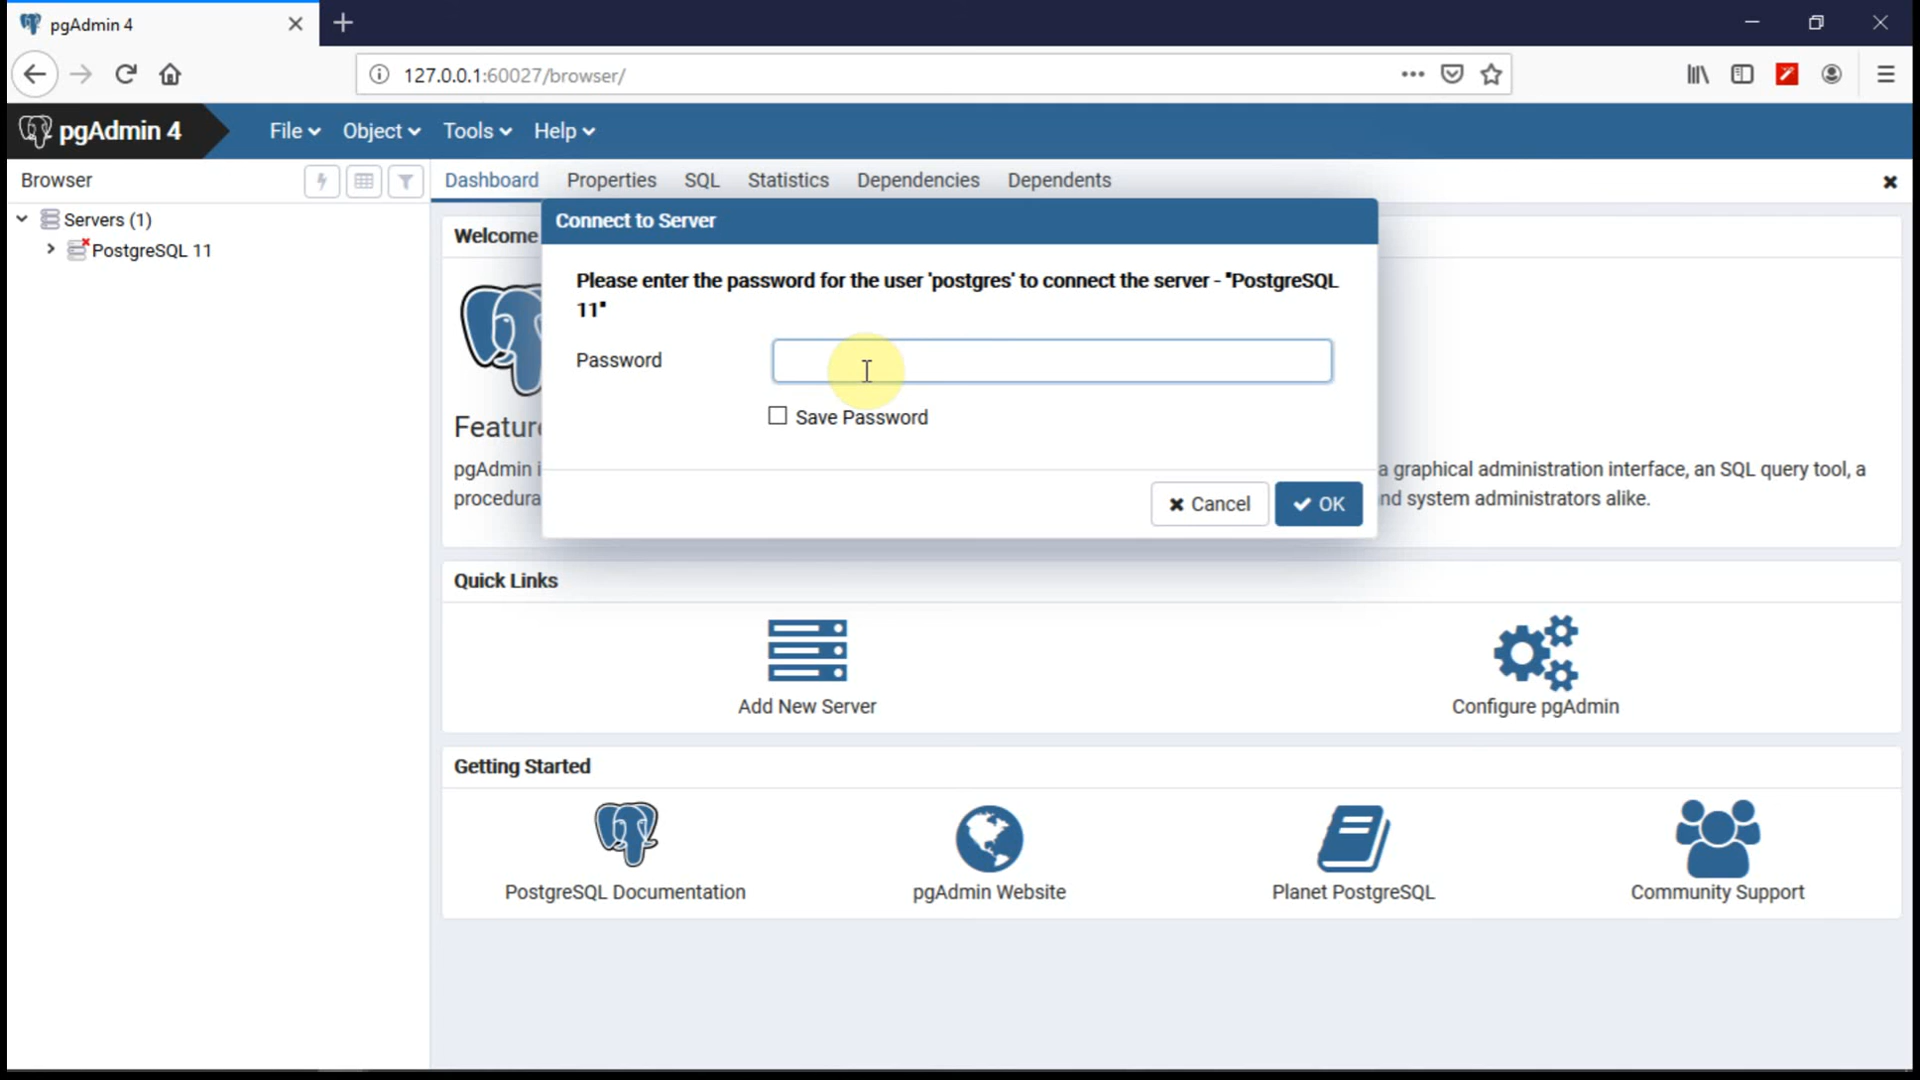 pgAdmin 4
127.0.0.1:60027/browser/
pgAdmin 4 File Object Tools Help
Browser
Dashboard Properties SQL Statistics Dependencies Dependents
Servers (1)
PostgreSQL 11
Welcome
Connect to Server
Please enter the password for the user 'postgres' to connect the server - "PostgreSQL
11"
Password
Save Password
Cancel OK
Featur
pgAdmin i a graphical administration interface, an SQL query tool, a
procedura nd system administrators alike.
Quick Links
Add New Server
Configure pgAdmin
Getting Started
PostgreSQL Documentation
pgAdmin Website
Planet PostgreSQL
Community Support